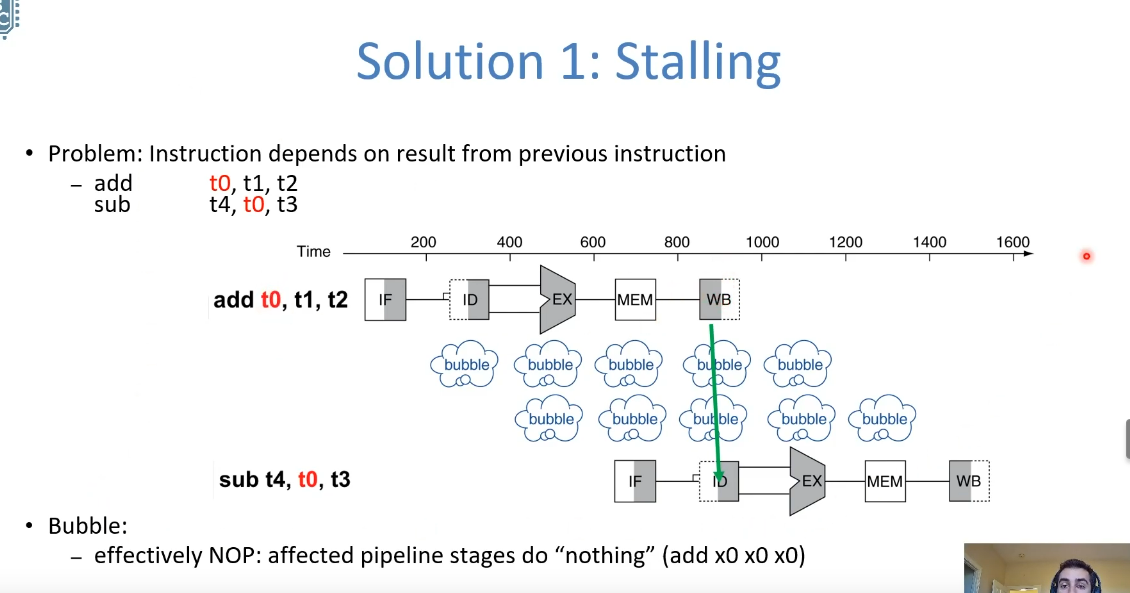 C
Solution 1: Stalling
• Problem: Instruction depends on result from previous instruction
– add t0, t1, t2
sub t4, t0, t3
Time 200 400 600 800 1000 1200 1400 1600
add t0, t1, t2 IF ID EX MEM WB
bubble bubble bubble bubble bubble
bubble bubble bubble bubble bubble
sub t4, t0, t3 IF ID EX MEM WB
• Bubble:
– effectively NOP: affected pipeline stages do “nothing” (add x0 x0 x0)